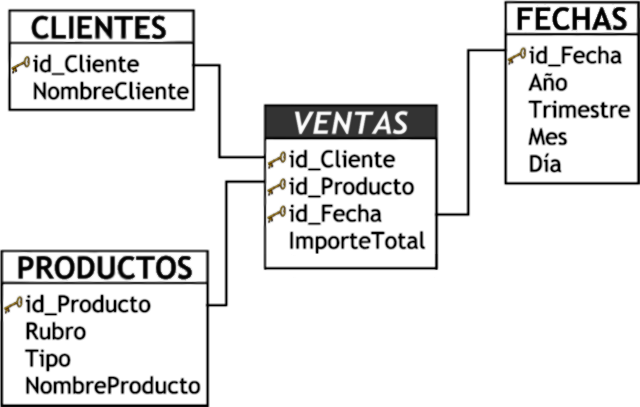 CLIENTES
id_Cliente
NombreCliente
FECHAS
id_Fecha
Año
Trimestre
Mes
Día
VENTAS
id_Cliente
id_Producto
id_Fecha
ImporteTotal
PRODUCTOS
id_Producto
Rubro
Tipo
NombreProducto